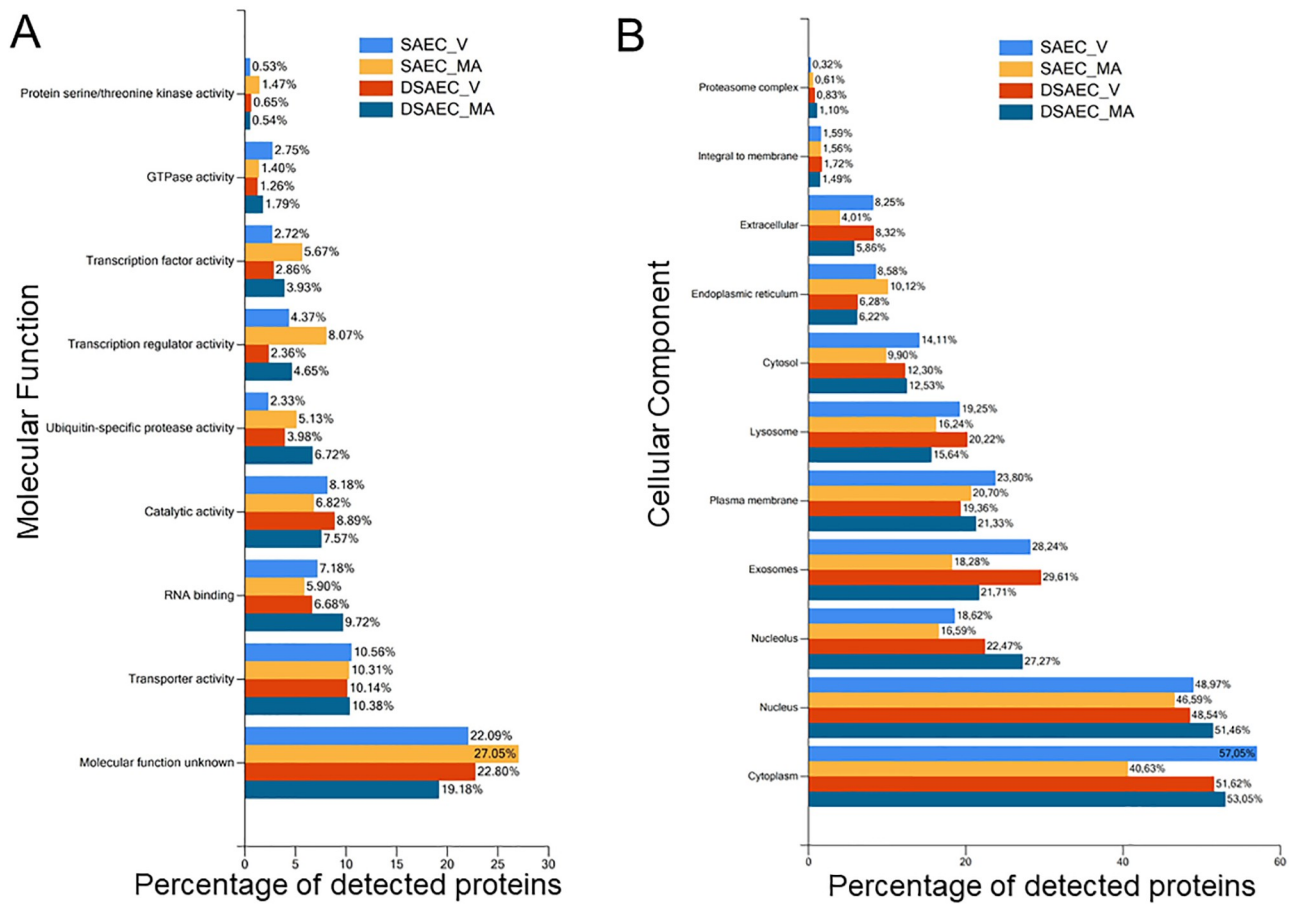 A
SAEC_V
SAEC_MA
DSAEC_V
DSAEC_MA
Molecular Function
Protein serine/threonine kinase activity
0.53%
1.47%
0.65%
0.54%
GTPase activity
2.75%
1.40%
1.26%
1.79%
Transcription factor activity
2.72%
5.67%
2.86%
3.93%
Transcription regulator activity
4.37%
8.07%
2.36%
4.65%
Ubiquitin-specific protease activity
2.33%
5.13%
3.98%
6.72%
Catalytic activity
8.18%
6.82%
8.89%
7.57%
RNA binding
7.18%
5.90%
6.68%
9.72%
Transporter activity
10.56%
10.31%
10.14%
10.38%
Molecular function unknown
22.09%
27.05%
22.80%
19.18%
0 5 10 15 20 25 30
Percentage of detected proteins
B
SAEC_V
SAEC_MA
DSAEC_V
DSAEC_MA
Cellular Component
Proteasome complex
0,32%
0,61%
0,83%
1,10%
Integral to membrane
1,59%
1,56%
1,72%
1,49%
Extracellular
8,25%
4,01%
8,32%
5,86%
Endoplasmic reticulum
8,58%
10,12%
6,28%
6,22%
Cytosol
14,11%
9,90%
12,30%
12,53%
Lysosome
19,25%
16,24%
20,22%
15,64%
Plasma membrane
23,80%
20,70%
19,36%
21,33%
Exosomes
28,24%
18,28%
29,61%
21,71%
Nucleolus
18,62%
16,59%
22,47%
27,27%
Nucleus
48,97%
46,59%
48,54%
51,46%
Cytoplasm
57,05%
40,63%
51,62%
53,05%
0 20 40 60
Percentage of detected proteins